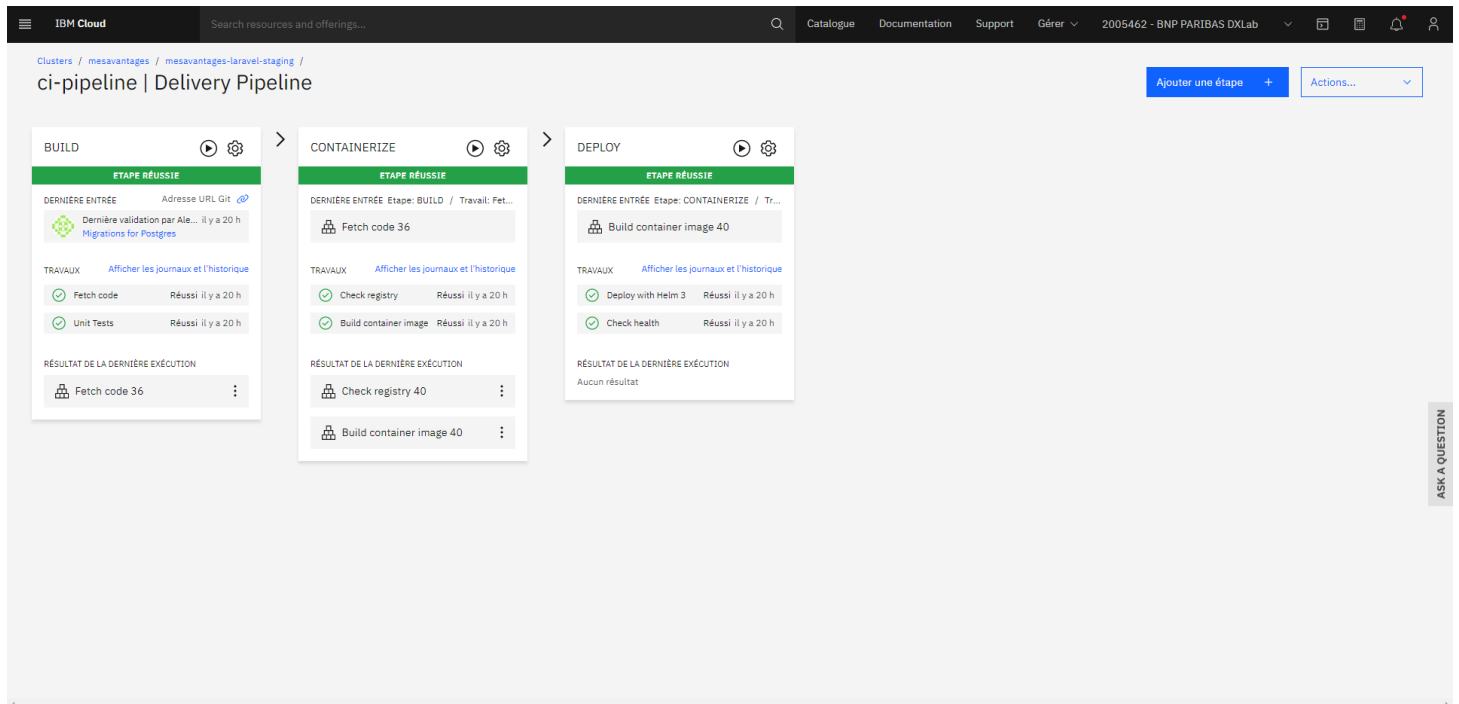 IBM Cloud
Search resources and offerings...
Catalogue
Documentation
Support
Gérer
2005462 - BNP PARIBAS DXLab
Clusters / mesavantages / mesavantages-laravel-staging /
ci-pipeline | Delivery Pipeline
Ajouter une étape +
Actions...
BUILD
ETAPE RÉUSSIE
DERNIÈRE ENTRÉE Adresse URL Git
Dernière validation par Ale... il y a 20 h
Migrations for Postgres
TRAVAUX Afficher les journaux et l'historique
Fetch code Réussi il y a 20 h
Unit Tests Réussi il y a 20 h
RÉSULTAT DE LA DERNIÈRE EXÉCUTION
Fetch code 36
CONTAINERIZE
ETAPE RÉUSSIE
DERNIÈRE ENTRÉE Etape: BUILD / Travail: Fet...
Fetch code 36
TRAVAUX Afficher les journaux et l'historique
Check registry Réussi il y a 20 h
Build container image Réussi il y a 20 h
RÉSULTAT DE LA DERNIÈRE EXÉCUTION
Check registry 40
Build container image 40
DEPLOY
ETAPE RÉUSSIE
DERNIÈRE ENTRÉE Etape: CONTAINERIZE / Tr...
Build container image 40
TRAVAUX Afficher les journaux et l'historique
Deploy with Helm 3 Réussi il y a 20 h
Check health Réussi il y a 20 h
RÉSULTAT DE LA DERNIÈRE EXÉCUTION
Aucun résultat
ASK A QUESTION